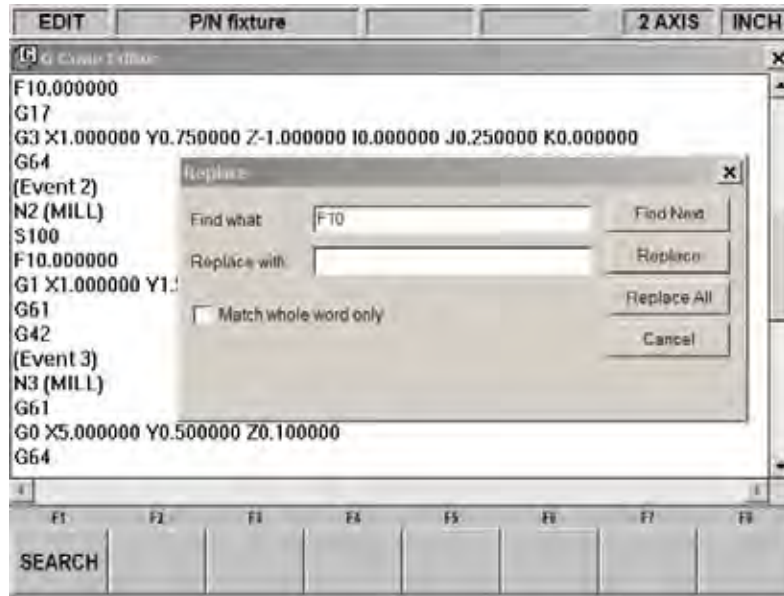 EDIT P/N fixture 2 AXIS INCH
G Code Editor
F10.000000
G17
G3 X1.000000 Y0.750000 Z-1.000000 I0.000000 J0.250000 K0.000000
G64
(Event 2)
N2 (MILL)
S100
F10.000000
G1 X1.000000 Y1.
G61
G42
(Event 3)
N3 (MILL)
G61
G0 X5.000000 Y0.500000 Z0.100000
G64
Replace
Find what F10 Find Next
Replace with Replace
Replace All
Match whole word only
Cancel
F1 F2 F3 F4 F5 F6 F7 F8
SEARCH